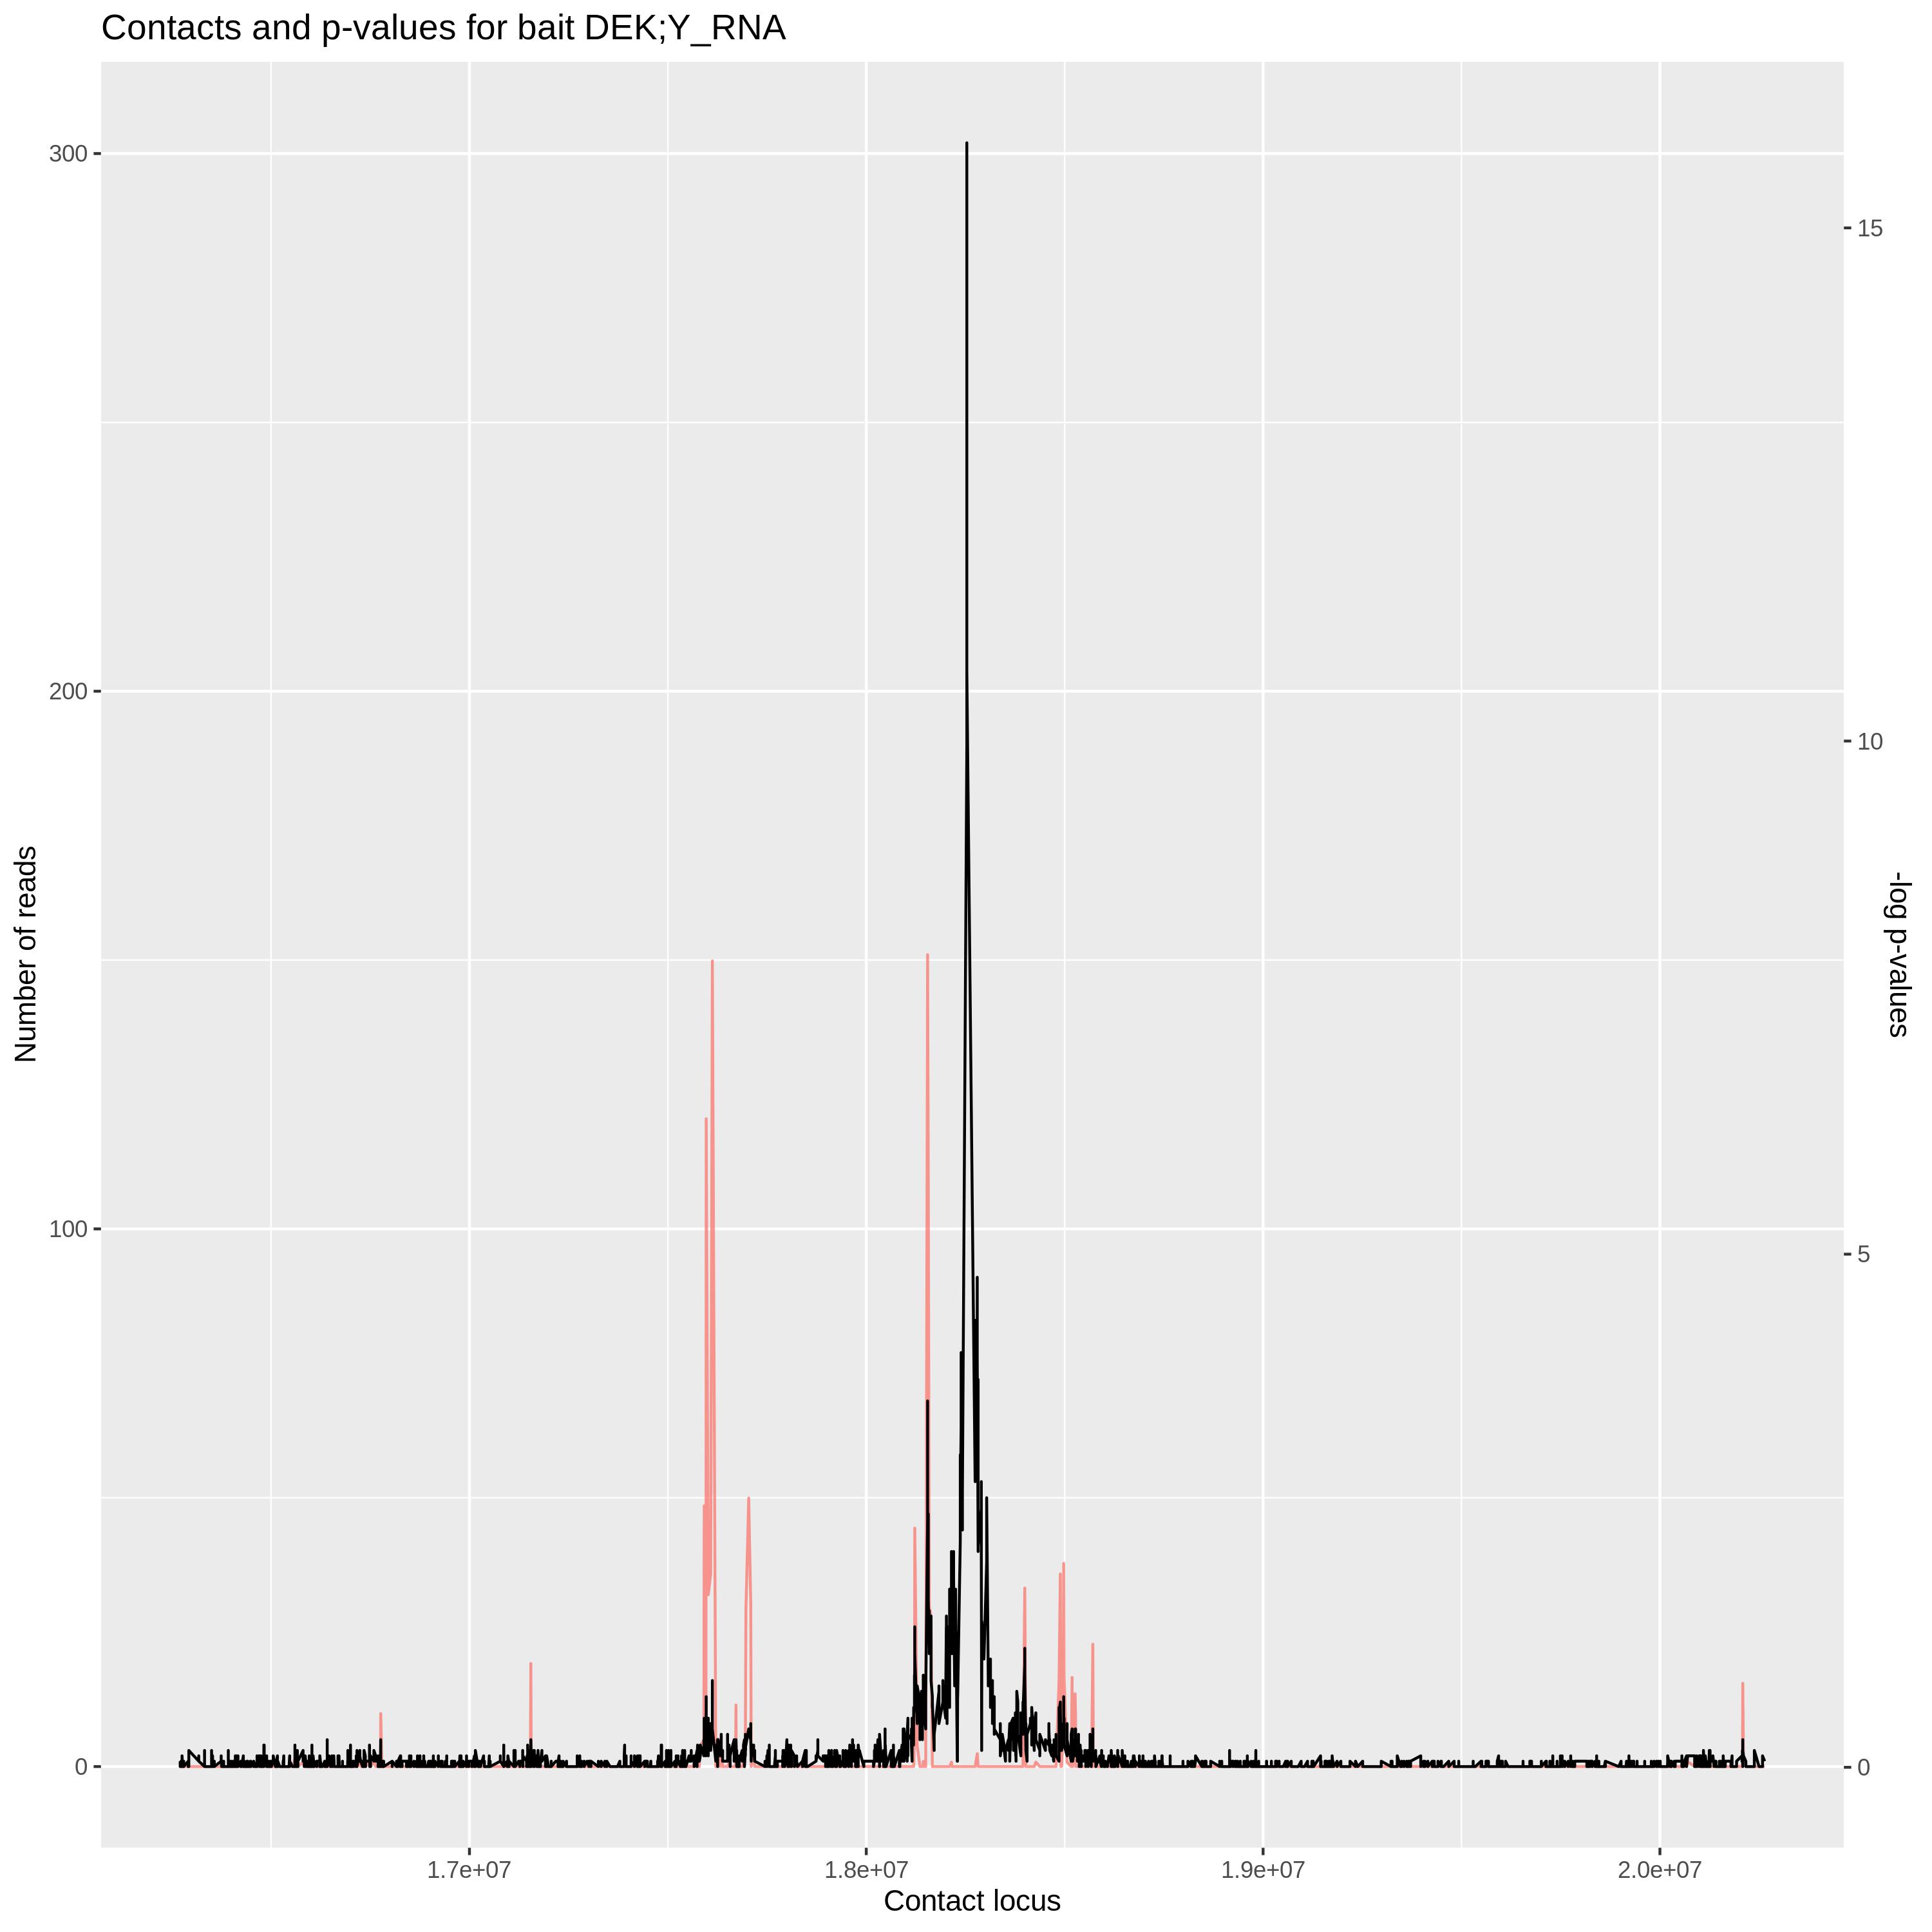 Contacts and p-values for bait DEK;Y_RNA
300
200
100
0
15
10
5
0
Number of reads
-log p-values
1.7e+07
1.8e+07
1.9e+07
2.0e+07
Contact locus